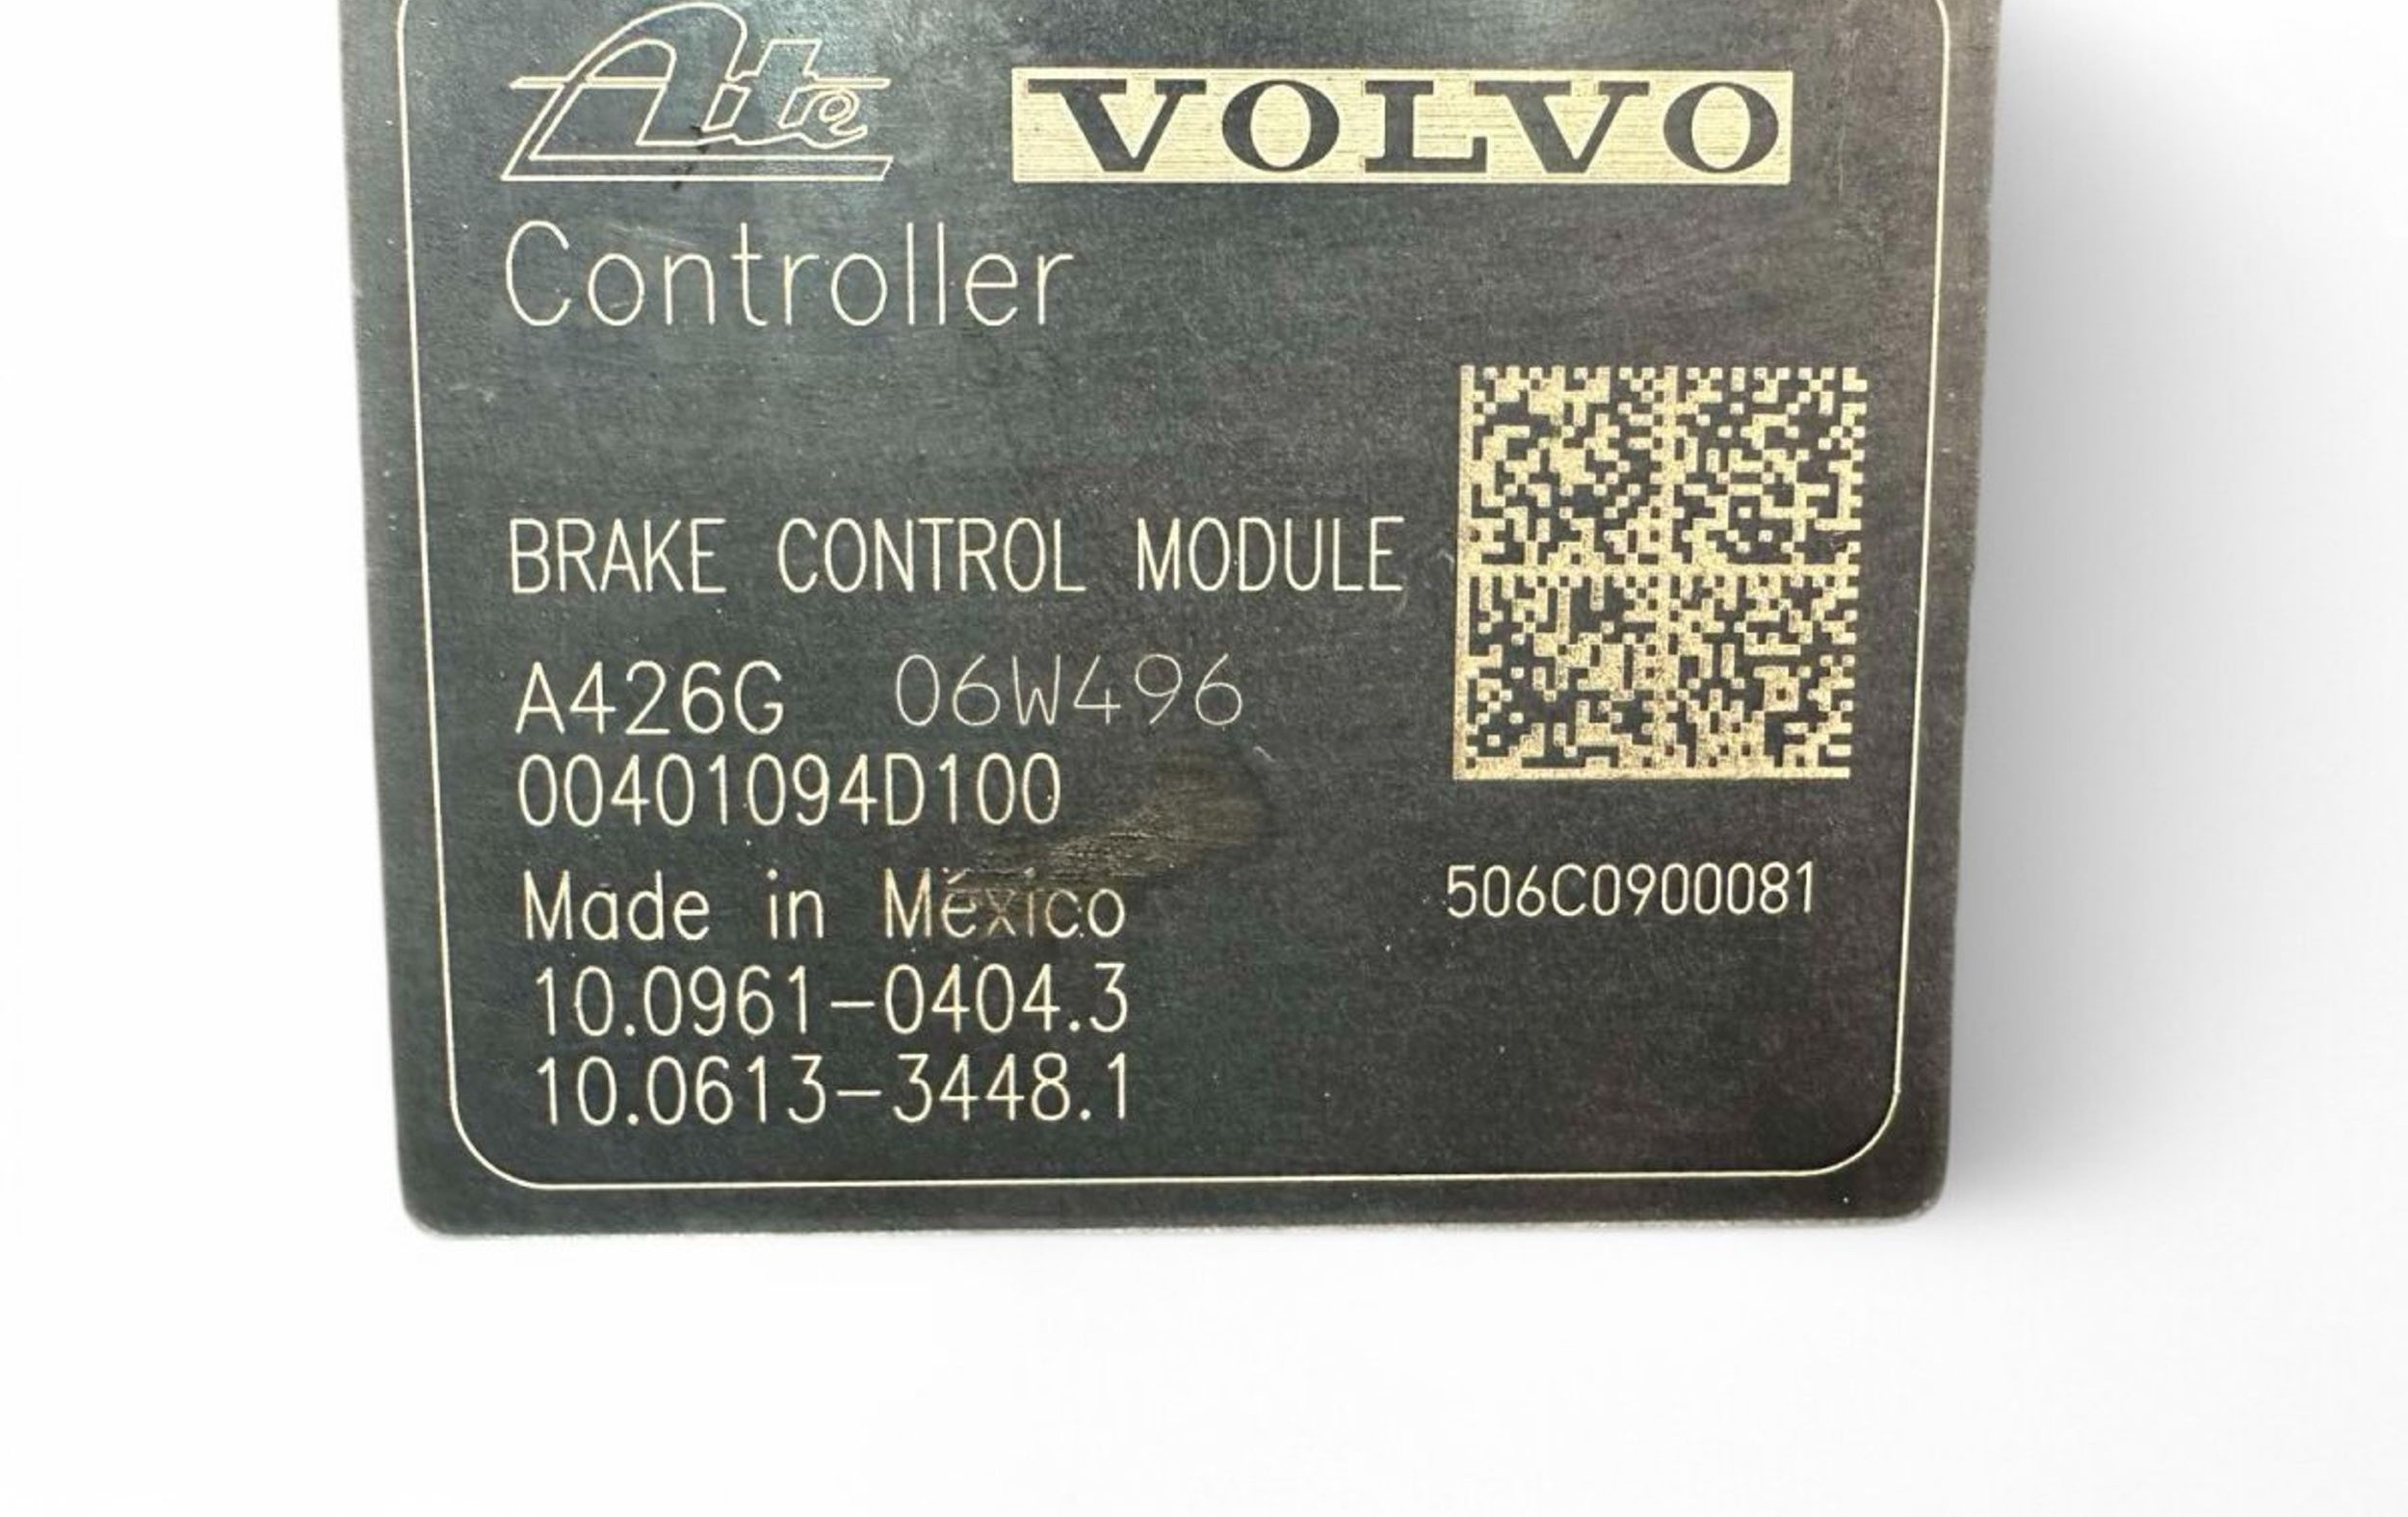 Ate VOLVO
Controller
BRAKE CONTROL MODULE
A426G 06W496
00401094D100
Made in México
506C0900081
10.0961-0404.3
10.0613-3448.1